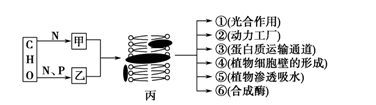 C
H
O
N
甲
N、P
乙
丙
①(光合作用)
②(动力工厂)
③(蛋白质运输通道)
④(植物细胞壁的形成)
⑤(植物渗透吸水)
⑥(合成酶)